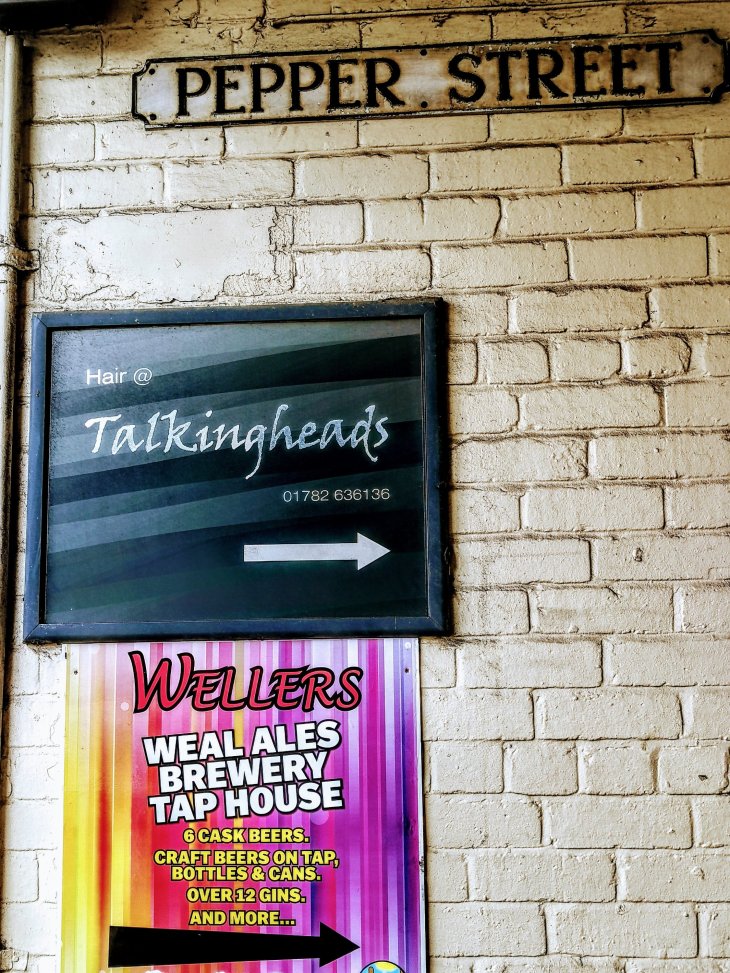 PEPPER STREET
Hair @
Talkingheads
01782 636136
WELLERS
WEAL ALES
BREWERY
TAP HOUSE
6 CASK BEERS.
CRAFT BEERS ON TAP,
BOTTLES & CANS.
OVER 12 GINS.
AND MORE...